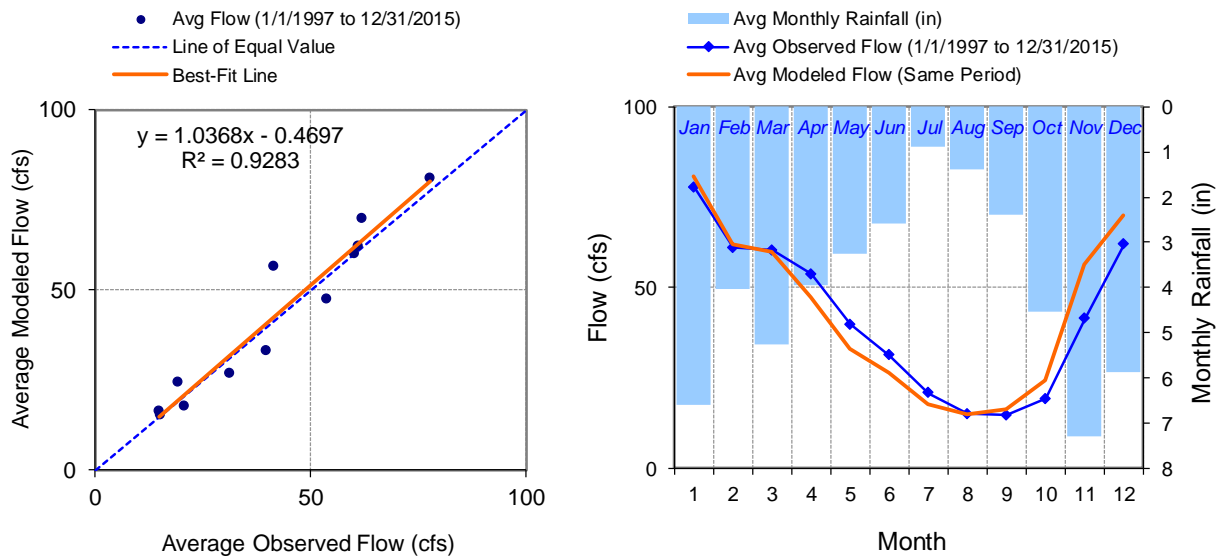 Avg Flow (1/1/1997 to 12/31/2015)
Line of Equal Value
Best-Fit Line
y = 1.0368x - 0.4697
R² = 0.9283
Average Modeled Flow (cfs)
100
50
0
0 50 100
Average Observed Flow (cfs)
Avg Monthly Rainfall (in)
Avg Observed Flow (1/1/1997 to 12/31/2015)
Avg Modeled Flow (Same Period)
Jan Feb Mar Apr May Jun Jul Aug Sep Oct Nov Dec
Flow (cfs)
100
50
0
0
1
2
3
4
5
6
7
8
Monthly Rainfall (in)
1 2 3 4 5 6 7 8 9 10 11 12
Month